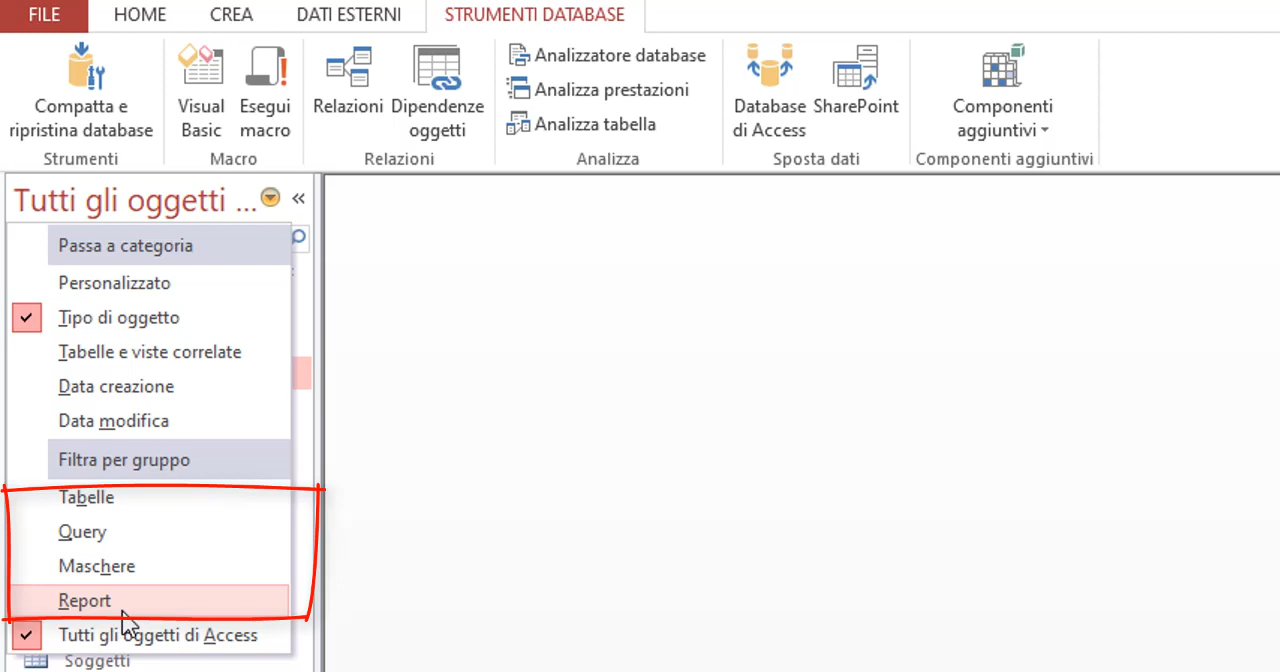 FILE HOME CREA DATI ESTERNI STRUMENTI DATABASE
Compatta e
ripristina database
Strumenti
Visual
Basic
Esegui
macro
Macro
Relazioni
Dipendenze
oggetti
Relazioni
Analizzatore database
Analizza prestazioni
Analizza tabella
Analizza
Database
di Access
SharePoint
Sposta dati
Componenti
aggiuntivi
Componenti aggiuntivi
Tutti gli oggetti ... «
Passa a categoria
Personalizzato
Tipo di oggetto
Tabelle e viste correlate
Data creazione
Data modifica
Filtra per gruppo
Tabelle
Query
Maschere
Report
Tutti gli oggetti di Access
Soggetti